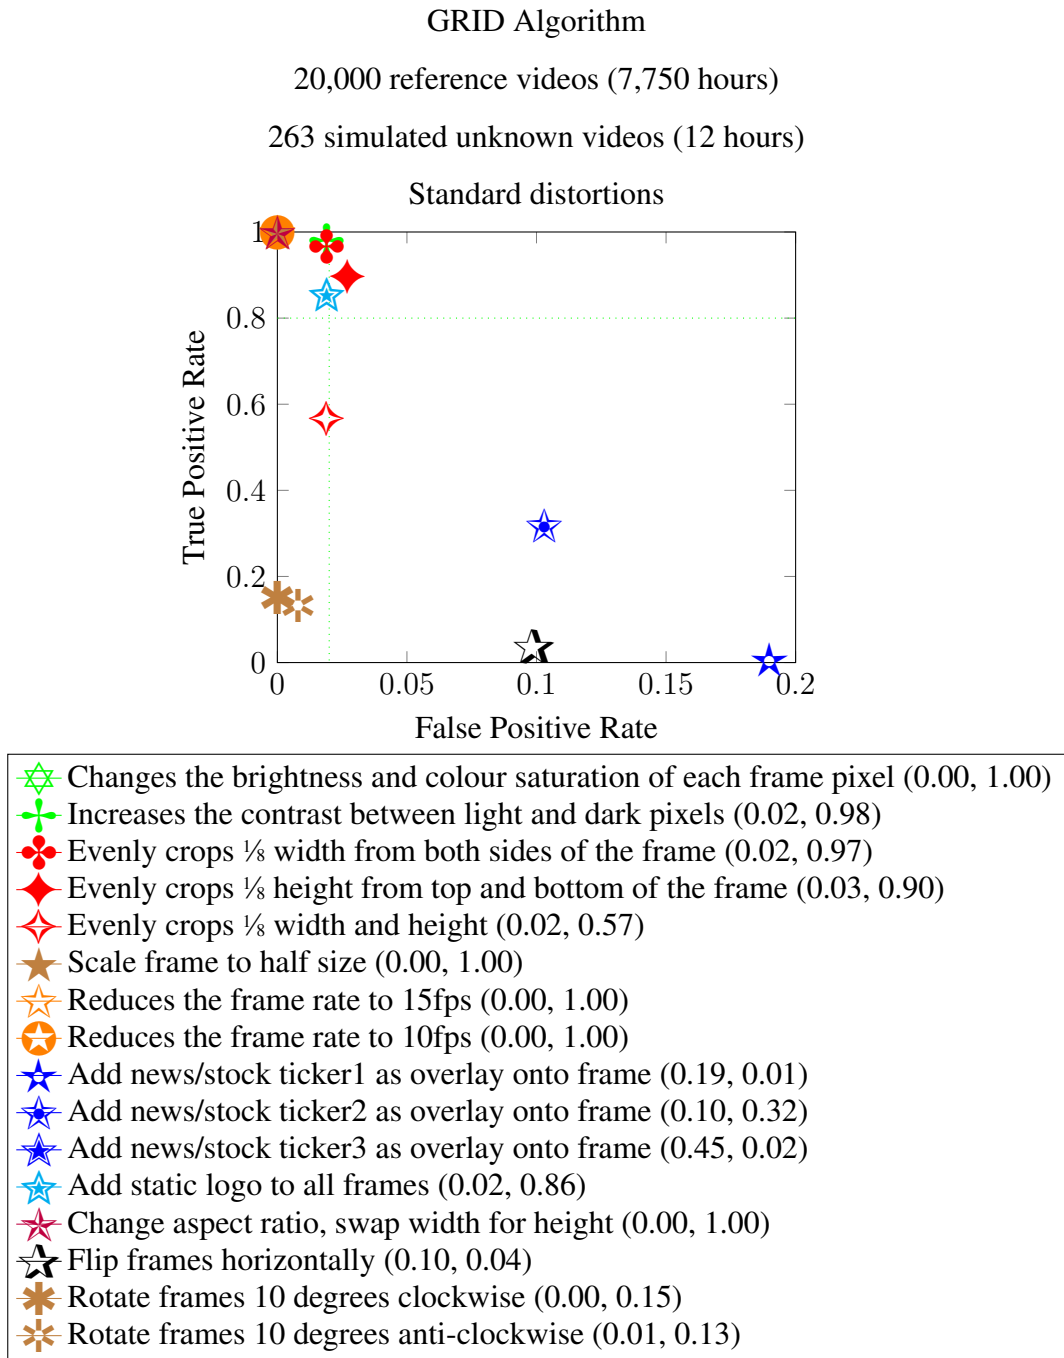 GRID Algorithm
20,000 reference videos (7,750 hours)
263 simulated unknown videos (12 hours)
Standard distortions
1
0.8
0.6
0.4
0.2
0
True Positive Rate
0 0.05 0.1 0.15 0.2
False Positive Rate
Changes the brightness and colour saturation of each frame pixel (0.00, 1.00)
Increases the contrast between light and dark pixels (0.02, 0.98)
Evenly crops ⅛ width from both sides of the frame (0.02, 0.97)
Evenly crops ⅛ height from top and bottom of the frame (0.03, 0.90)
Evenly crops ⅛ width and height (0.02, 0.57)
Scale frame to half size (0.00, 1.00)
Reduces the frame rate to 15fps (0.00, 1.00)
Reduces the frame rate to 10fps (0.00, 1.00)
Add news/stock ticker1 as overlay onto frame (0.19, 0.01)
Add news/stock ticker2 as overlay onto frame (0.10, 0.32)
Add news/stock ticker3 as overlay onto frame (0.45, 0.02)
Add static logo to all frames (0.02, 0.86)
Change aspect ratio, swap width for height (0.00, 1.00)
Flip frames horizontally (0.10, 0.04)
Rotate frames 10 degrees clockwise (0.00, 0.15)
Rotate frames 10 degrees anti-clockwise (0.01, 0.13)